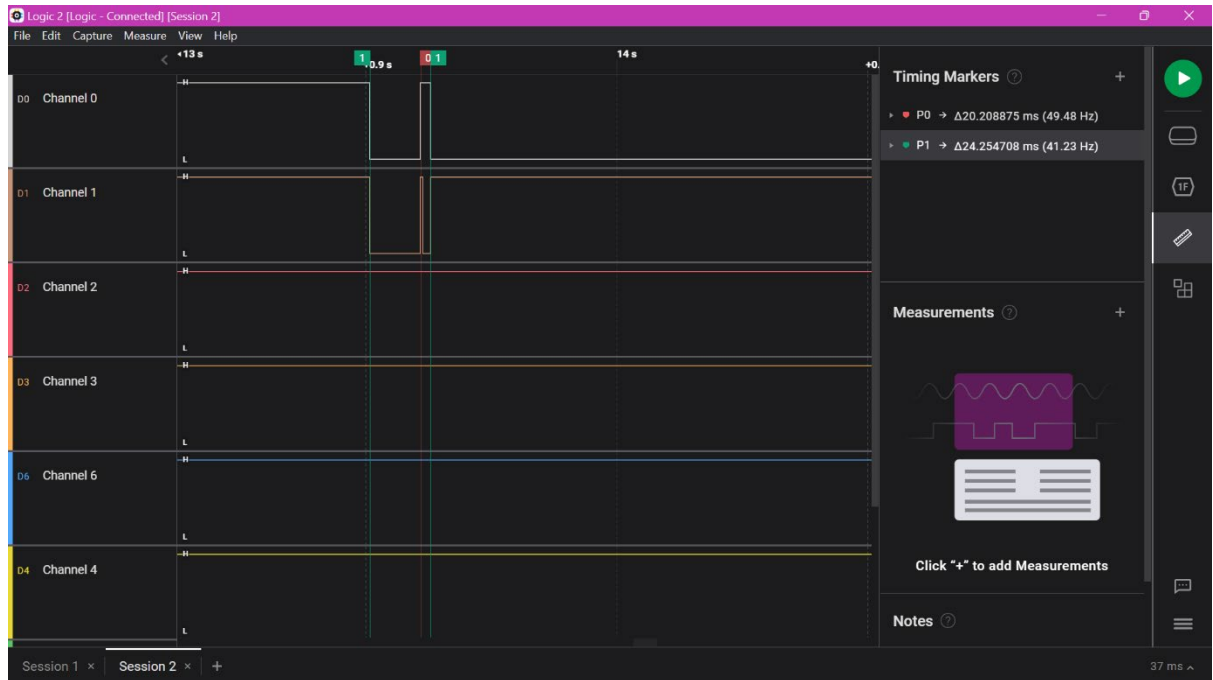 Logic 2 [Logic - Connected] [Session 2]
File Edit Capture Measure View Help
13 s
1
+0.9 s
0 1
14 s
+0.
Timing Markers ? +
P0 → Δ20.208875 ms (49.48 Hz)
P1 → Δ24.254708 ms (41.23 Hz)
1F
H
D0 Channel 0
L
H
D1 Channel 1
L
H
D2 Channel 2
L
H
D3 Channel 3
L
H
D6 Channel 6
L
H
D4 Channel 4
L
Measurements ? +
Click "+" to add Measurements
Notes ?
Session 1 × Session 2 × +
37 ms